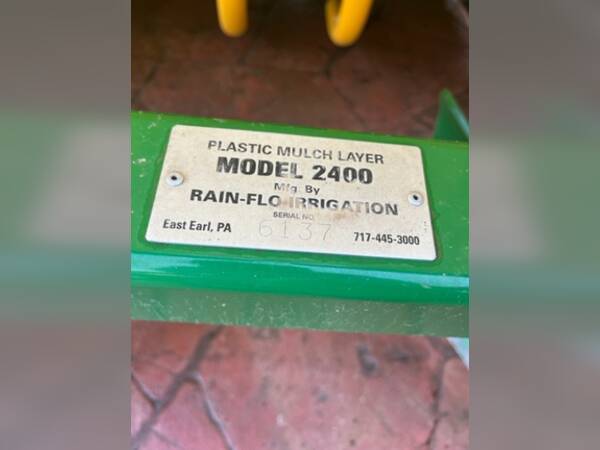 PLASTIC MULCH LAYER
MODEL 2400
Mfg. By
RAIN-FLO IRRIGATION
SERIAL NO.
East Earl, PA 6137 717-445-3000